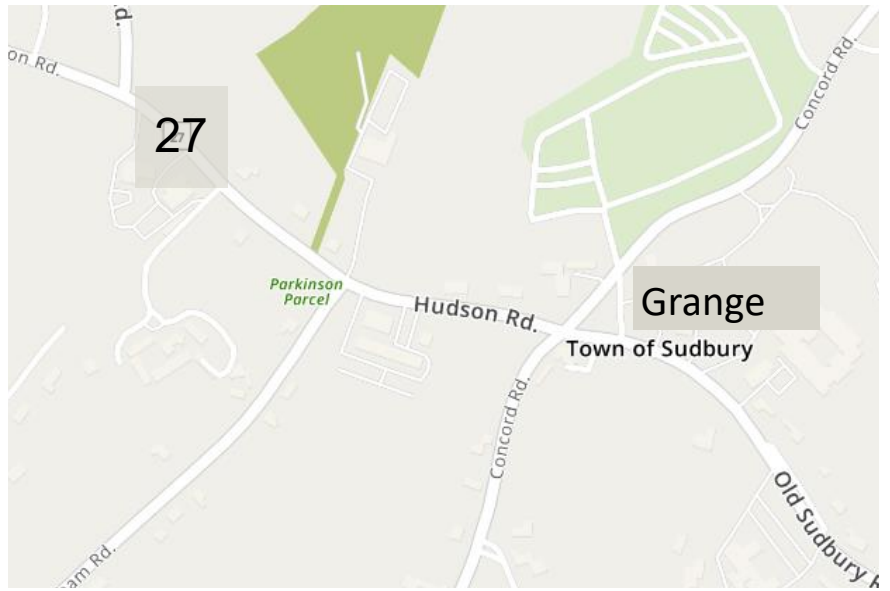 d.
on Rd.
27
Concord Rd.
Parkinson
Parcel
Hudson Rd.
Grange
Town of Sudbury
Concord Rd.
Old Sudbury R
am Rd.